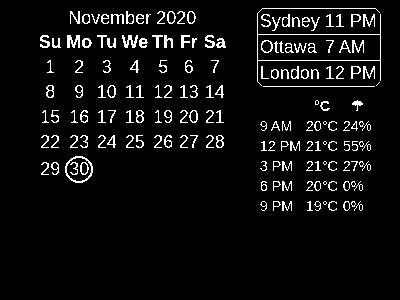 November 2020
Su Mo Tu We Th Fr Sa
1 2 3 4 5 6 7
8 9 10 11 12 13 14
15 16 17 18 19 20 21
22 23 24 25 26 27 28
29 30
Sydney 11 PM
Ottawa 7 AM
London 12 PM
°C ☂
9 AM 20°C 24%
12 PM 21°C 55%
3 PM 21°C 27%
6 PM 20°C 0%
9 PM 19°C 0%